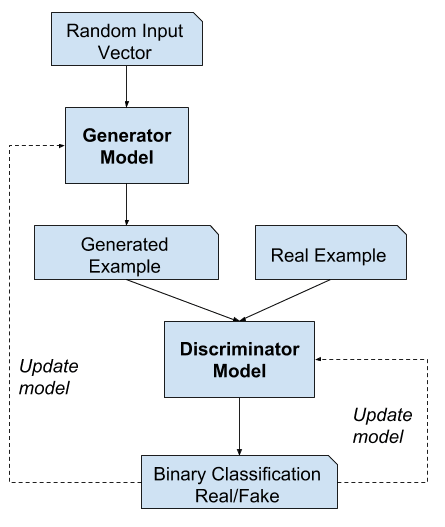 Random Input
Vector
Generator
Model
Generated
Example
Real Example
Discriminator
Model
Update
model
Update
model
Binary Classification
Real/Fake